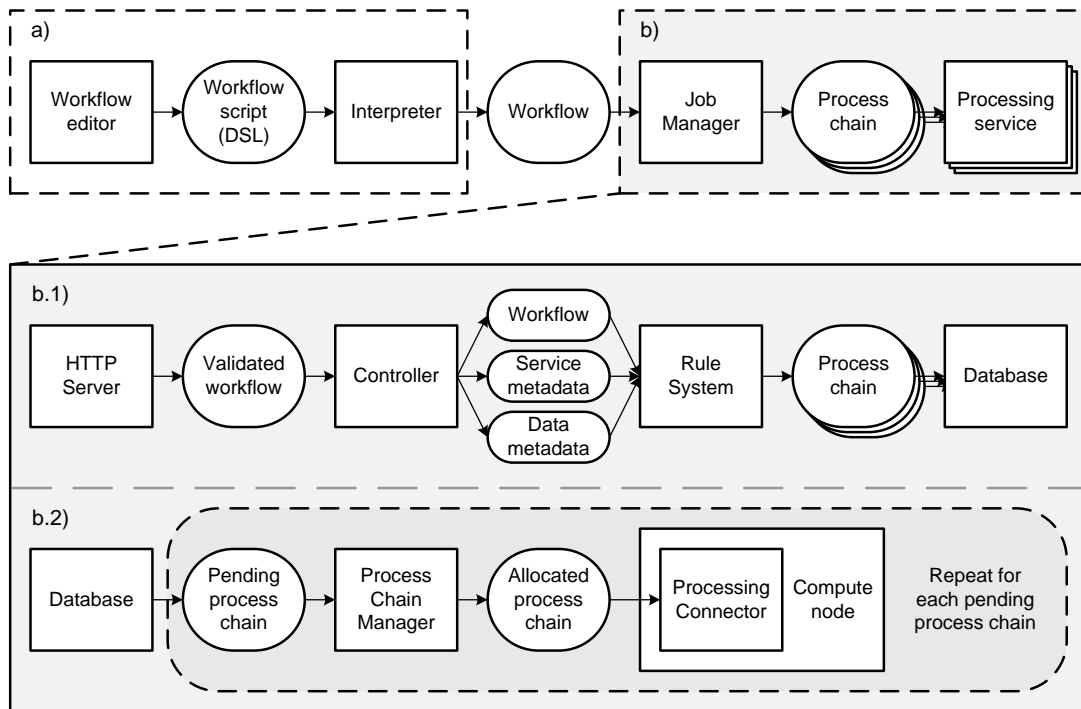 a)
Workflow
editor
Workflow
script
(DSL)
Interpreter
Workflow
b)
Job
Manager
Process
chain
Processing
service
b.1)
HTTP
Server
Validated
workflow
Controller
Workflow
Service
metadata
Data
metadata
Rule
System
Process
chain
Database
b.2)
Database
Pending
process
chain
Process
Chain
Manager
Allocated
process
chain
Processing
Connector
Compute
node
Repeat for
each pending
process chain